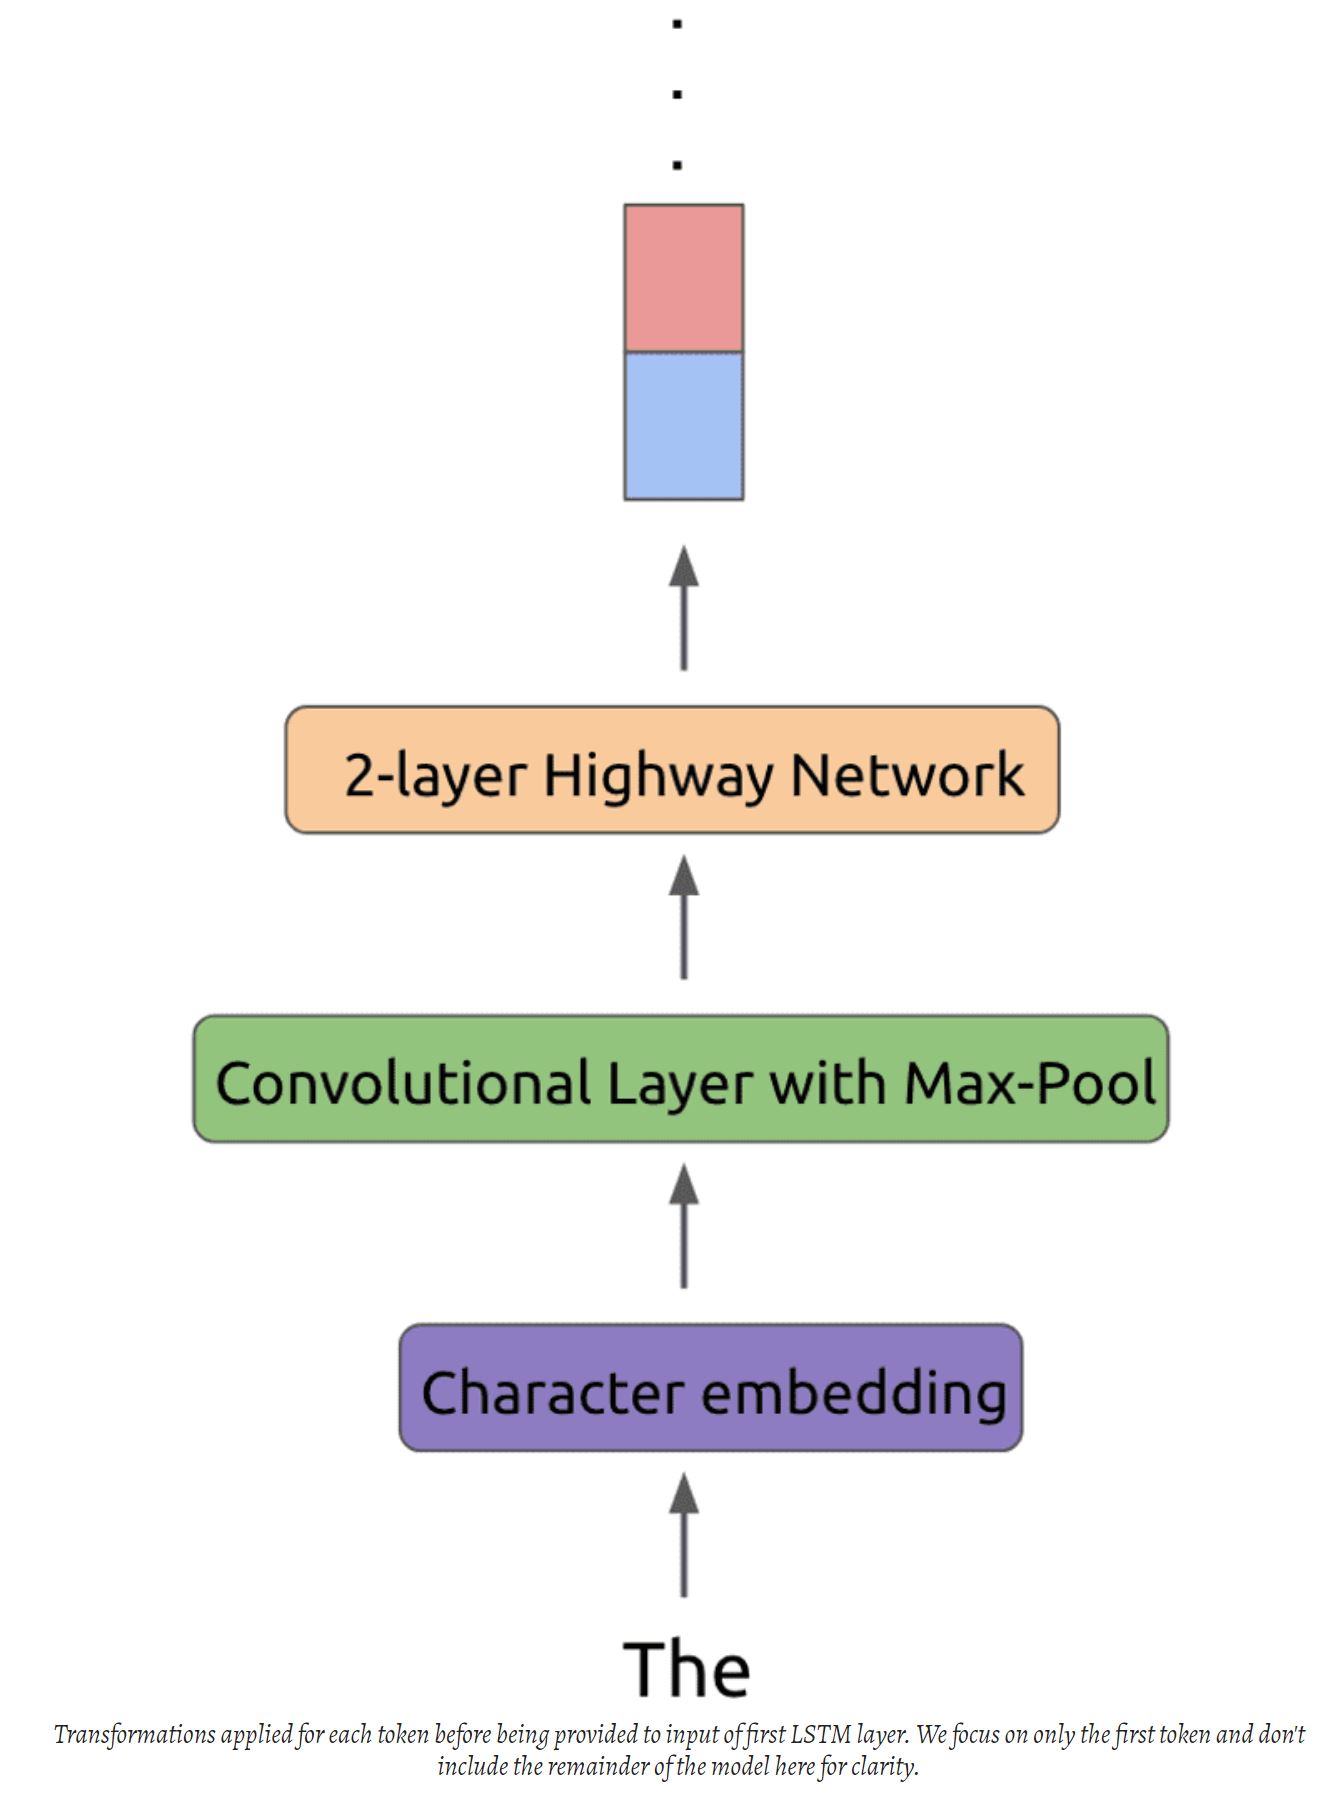 2-layer Highway Network
Convolutional Layer with Max-Pool
Character embedding
The
Transformations applied for each token before being provided to input of first LSTM layer. We focus on only the first token and don't
include the remainder of the model here for clarity.